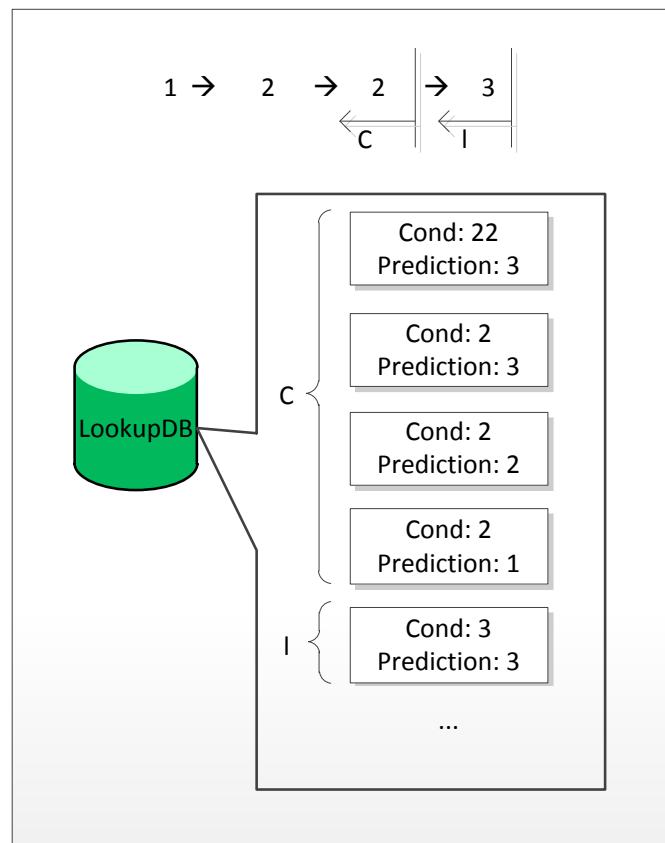 1 → 2 → 2 → 3
C I
Cond: 22
Prediction: 3
Cond: 2
Prediction: 3
C
LookupDB
Cond: 2
Prediction: 2
Cond: 2
Prediction: 1
I
Cond: 3
Prediction: 3
...